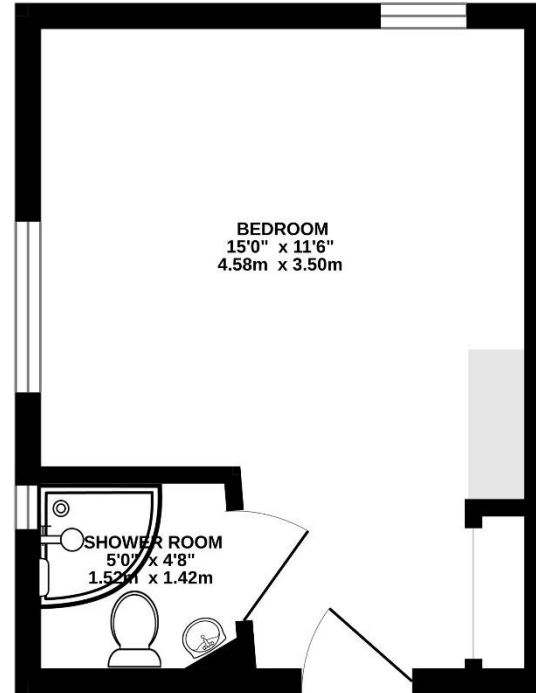 BEDROOM
15'0" x 11'6"
4.58m x 3.50m
SHOWER ROOM
5'0" x 4'8"
1.52m x 1.42m